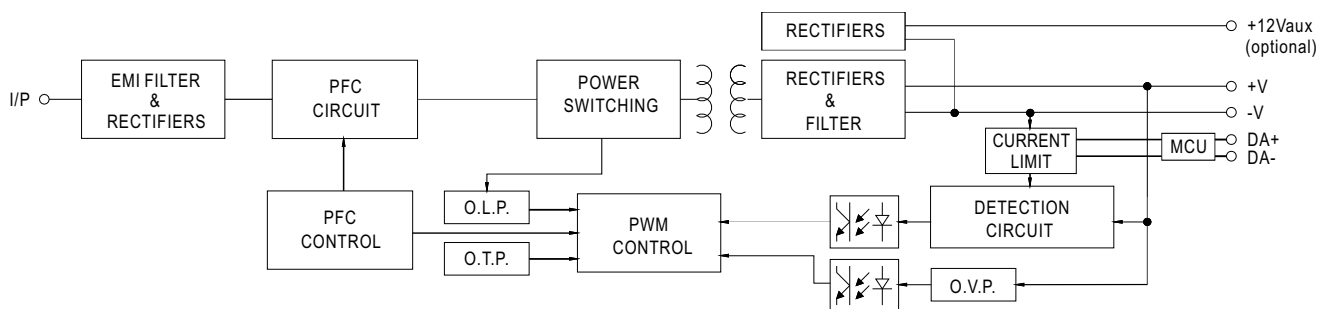 RECTIFIERS
+12Vaux
(optional)
I/P
EMI FILTER
&
RECTIFIERS
PFC
CIRCUIT
POWER
SWITCHING
RECTIFIERS
&
FILTER
+V
-V
CURRENT
LIMIT
MCU
DA+
DA-
PFC
CONTROL
O.L.P.
O.T.P.
PWM
CONTROL
DETECTION
CIRCUIT
O.V.P.